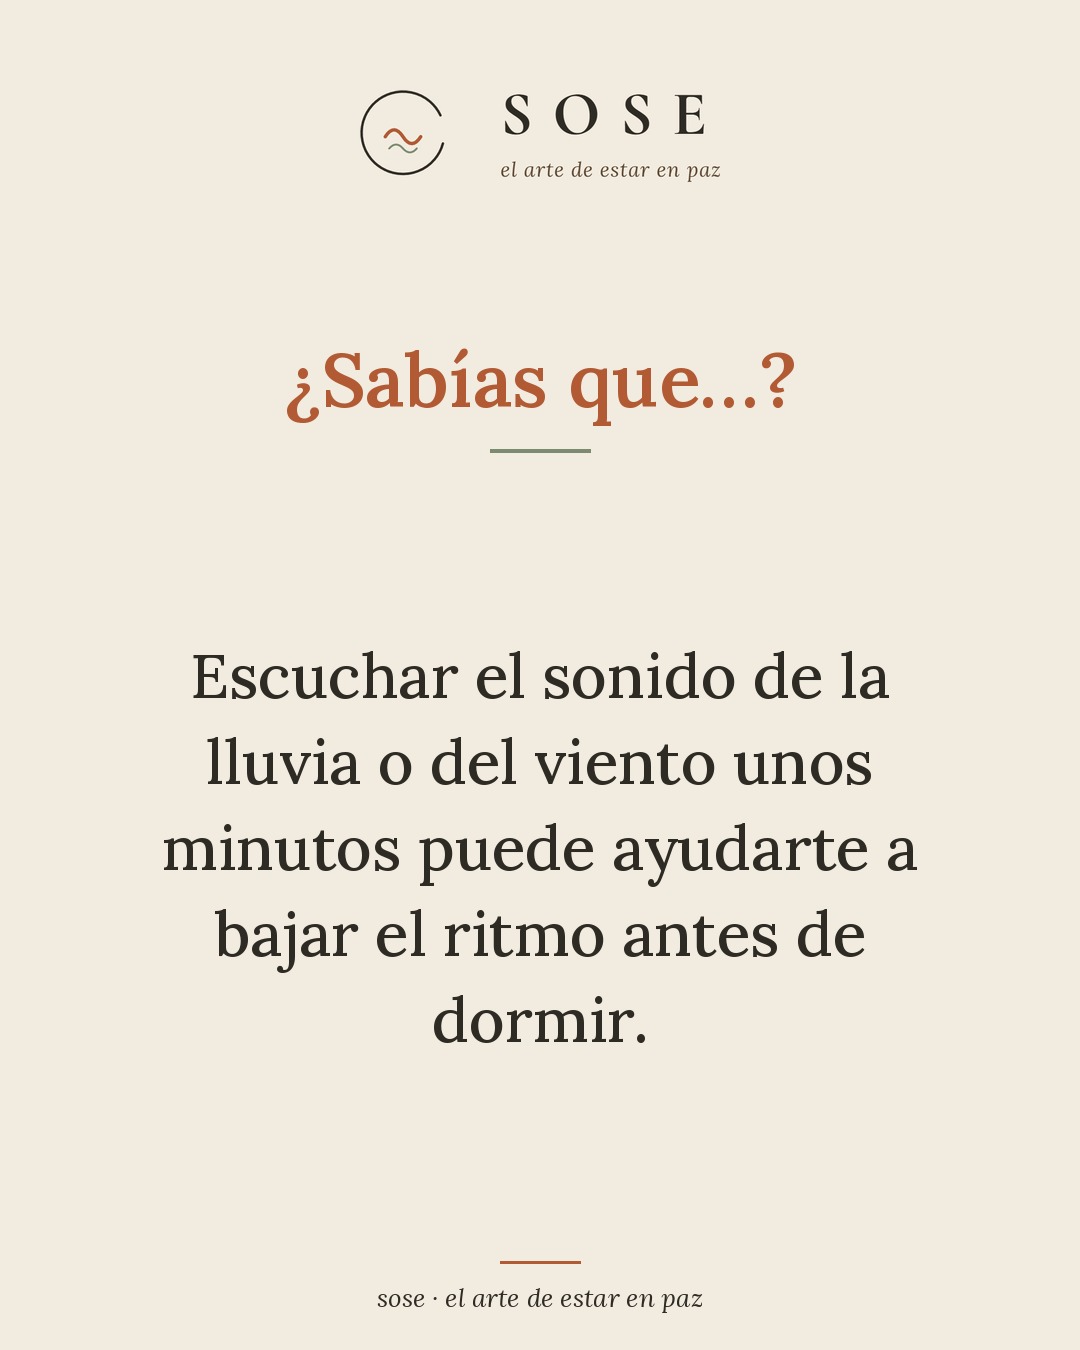 SOSE
el arte de estar en paz
¿Sabías que...?
Escuchar el sonido de la
lluvia o del viento unos
minutos puede ayudarte a
bajar el ritmo antes de
dormir.
sose · el arte de estar en paz